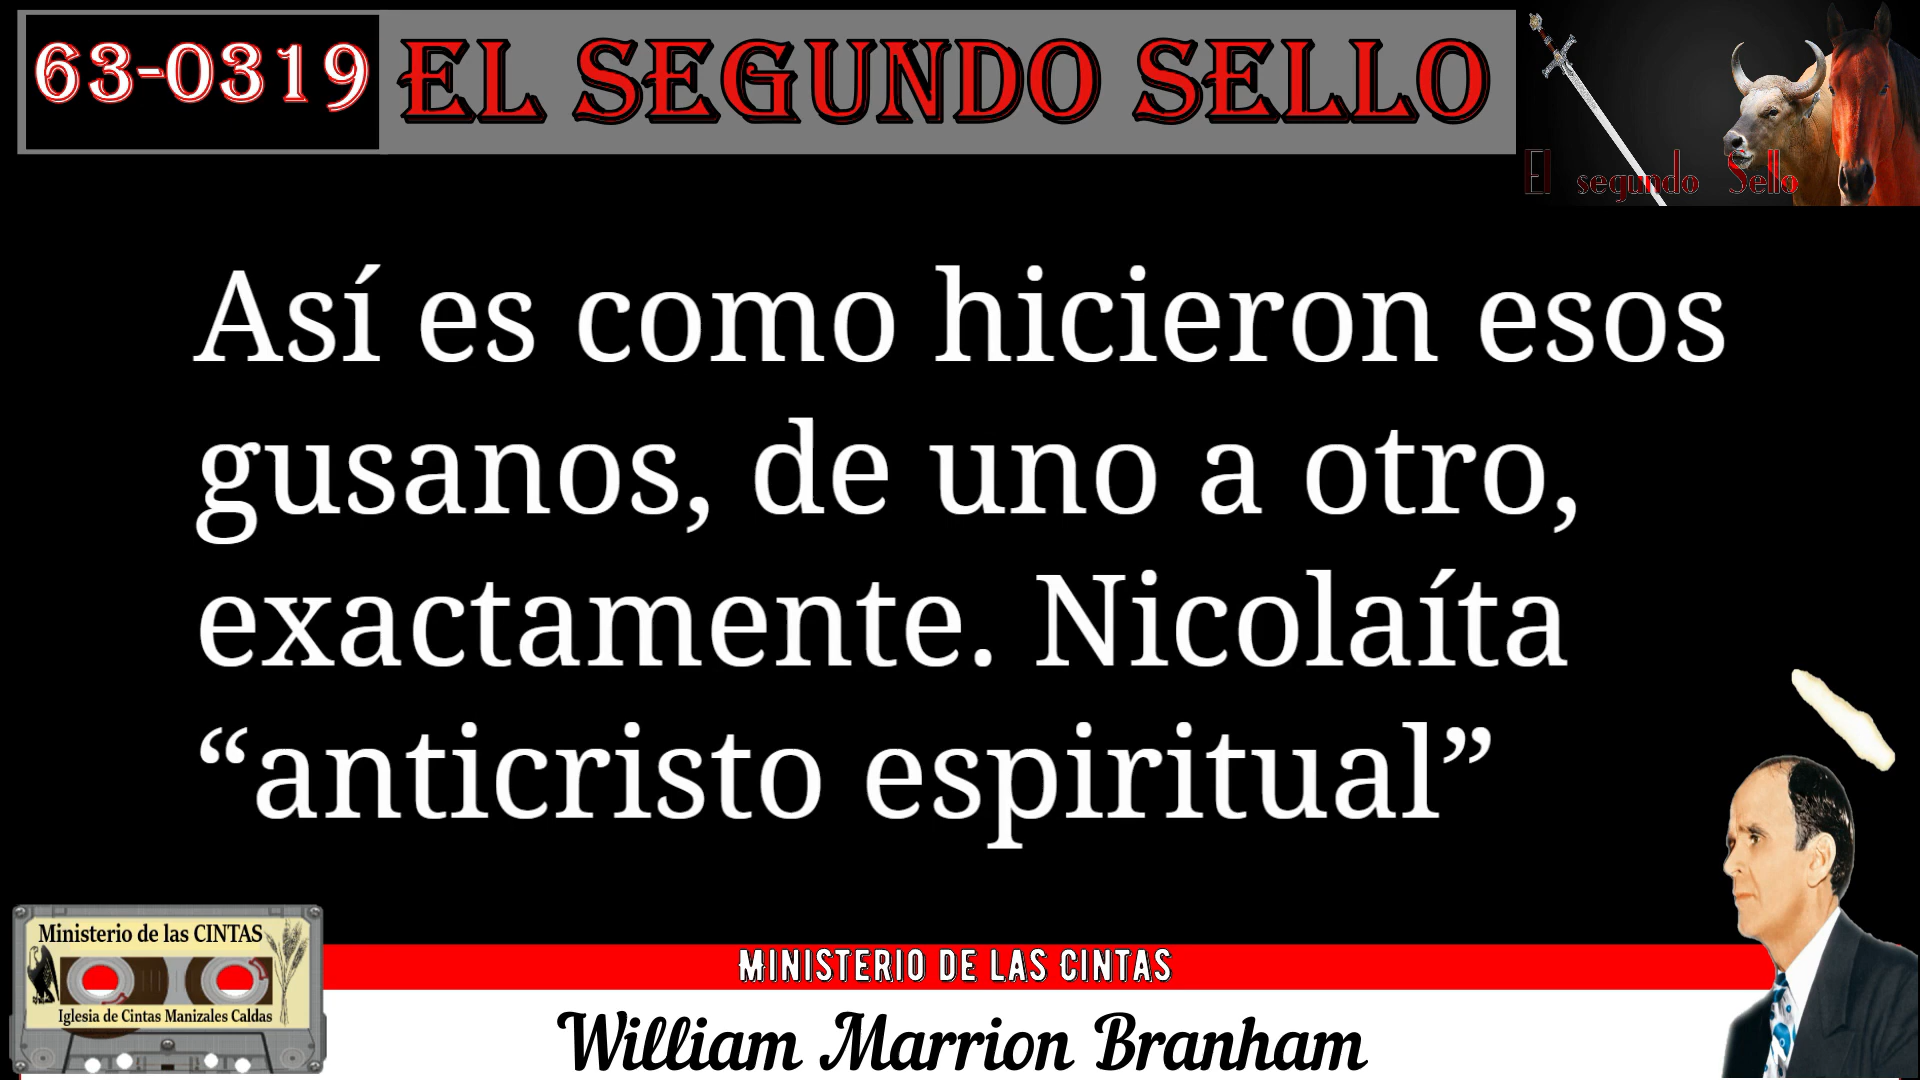 63-0319
EL SEGUNDO SELLO
El segundo Sello
Así es como hicieron esos
gusanos, de uno a otro,
exactamente. Nicolaíta
“anticristo espiritual”
Ministerio de las CINTAS
Iglesia de Cintas Manizales Caldas
MINISTERIO DE LAS CINTAS
William Marrion Branham